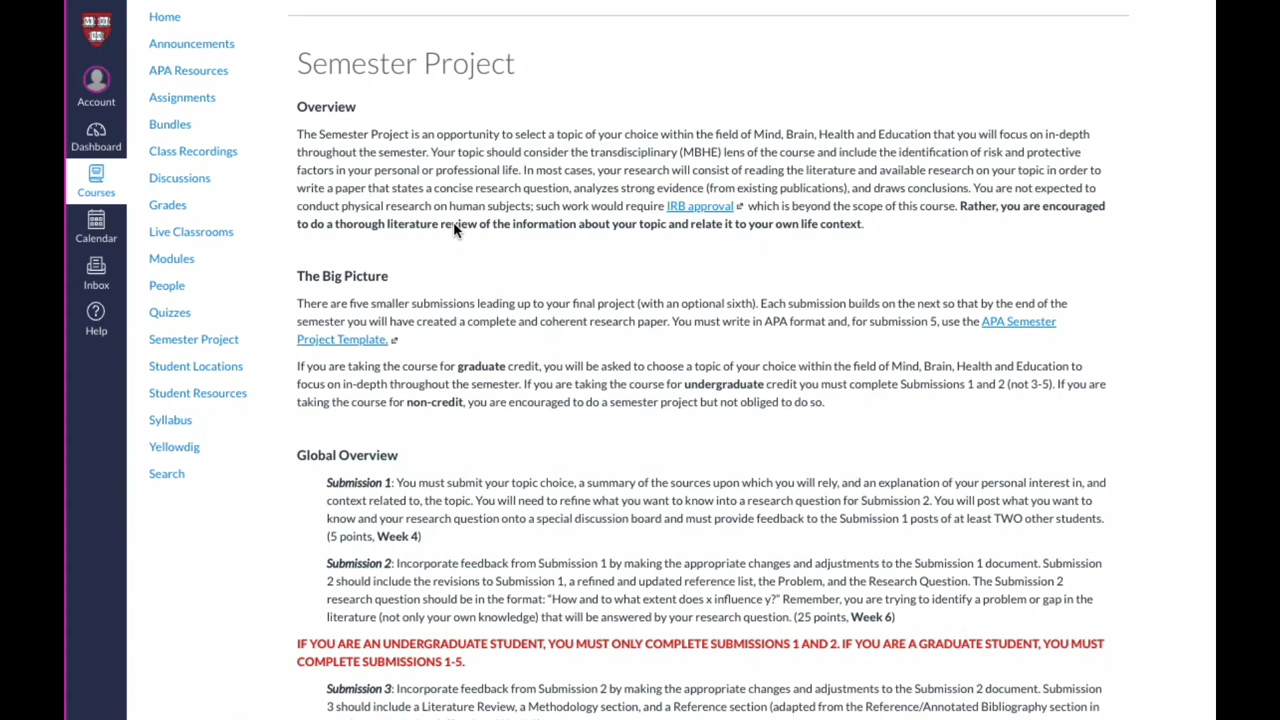 Home
Announcements
APA Resources
Assignments
Bundles
Class Recordings
Discussions
Grades
Live Classrooms
Modules
People
Quizzes
Semester Project
Student Locations
Student Resources
Syllabus
Yellowdig
Search
Account
Dashboard
Courses
Calendar
Inbox
Help
Semester Project
Overview
The Semester Project is an opportunity to select a topic of your choice within the field of Mind, Brain, Health and Education that you will focus on in-depth
throughout the semester. Your topic should consider the transdisciplinary (MBHE) lens of the course and include the identification of risk and protective
factors in your personal or professional life. In most cases, your research will consist of reading the literature and available research on your topic in order to
write a paper that states a concise research question, analyzes strong evidence (from existing publications), and draws conclusions. You are not expected to
conduct physical research on human subjects; such work would require IRB approval which is beyond the scope of this course. Rather, you are encouraged
to do a thorough literature review of the information about your topic and relate it to your own life context.
The Big Picture
There are five smaller submissions leading up to your final project (with an optional sixth). Each submission builds on the next so that by the end of the
semester you will have created a complete and coherent research paper. You must write in APA format and, for submission 5, use the APA Semester
Project Template.
If you are taking the course for graduate credit, you will be asked to choose a topic of your choice within the field of Mind, Brain, Health and Education to
focus on in-depth throughout the semester. If you are taking the course for undergraduate credit you must complete Submissions 1 and 2 (not 3-5). If you are
taking the course for non-credit, you are encouraged to do a semester project but not obliged to do so.
Global Overview
Submission 1: You must submit your topic choice, a summary of the sources upon which you will rely, and an explanation of your personal interest in, and
context related to, the topic. You will need to refine what you want to know into a research question for Submission 2. You will post what you want to
know and your research question onto a special discussion board and must provide feedback to the Submission 1 posts of at least TWO other students.
(5 points, Week 4)
Submission 2: Incorporate feedback from Submission 1 by making the appropriate changes and adjustments to the Submission 1 document. Submission
2 should include the revisions to Submission 1, a refined and updated reference list, the Problem, and the Research Question. The Submission 2
research question should be in the format: “How and to what extent does x influence y?” Remember, you are trying to identify a problem or gap in the
literature (not only your own knowledge) that will be answered by your research question. (25 points, Week 6)
IF YOU ARE AN UNDERGRADUATE STUDENT, YOU MUST ONLY COMPLETE SUBMISSIONS 1 AND 2. IF YOU ARE A GRADUATE STUDENT, YOU MUST
COMPLETE SUBMISSIONS 1-5.
Submission 3: Incorporate feedback from Submission 2 by making the appropriate changes and adjustments to the Submission 2 document. Submission
3 should include a Literature Review, a Methodology section, and a Reference section (adapted from the Reference/Annotated Bibliography section in